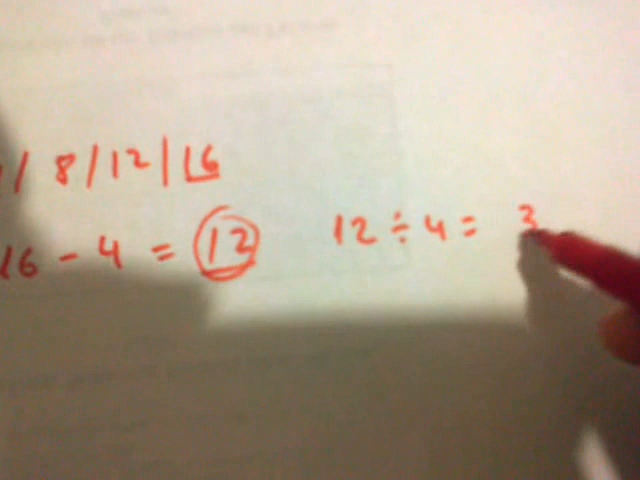 / 8 / 12 | 16
16 - 4 = 12
12 ÷ 4 = 3